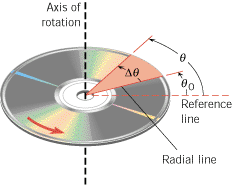 Axis of
rotation
θ
Δθ
θ0
Reference
line
Radial line